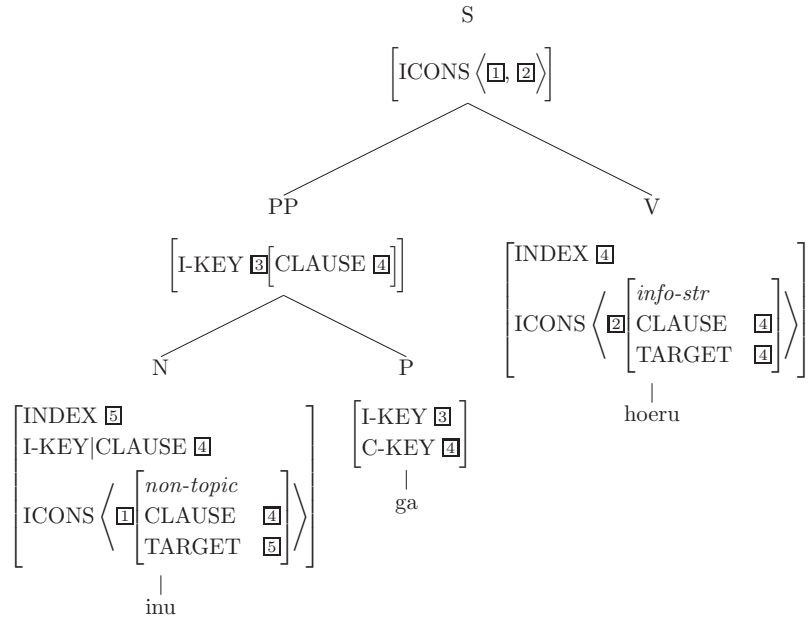 S
[ICONS ⟨[1], [2]⟩]
PP
V
[I-KEY [3][CLAUSE [4]]]
INDEX [4]
ICONS ⟨[2][info-str
CLAUSE [4]
TARGET [4]]⟩
hoeru
N
P
INDEX [5]
I-KEY|CLAUSE [4]
ICONS ⟨[1][non-topic
CLAUSE [4]
TARGET [5]]⟩
inu
I-KEY [3]
C-KEY [4]
ga